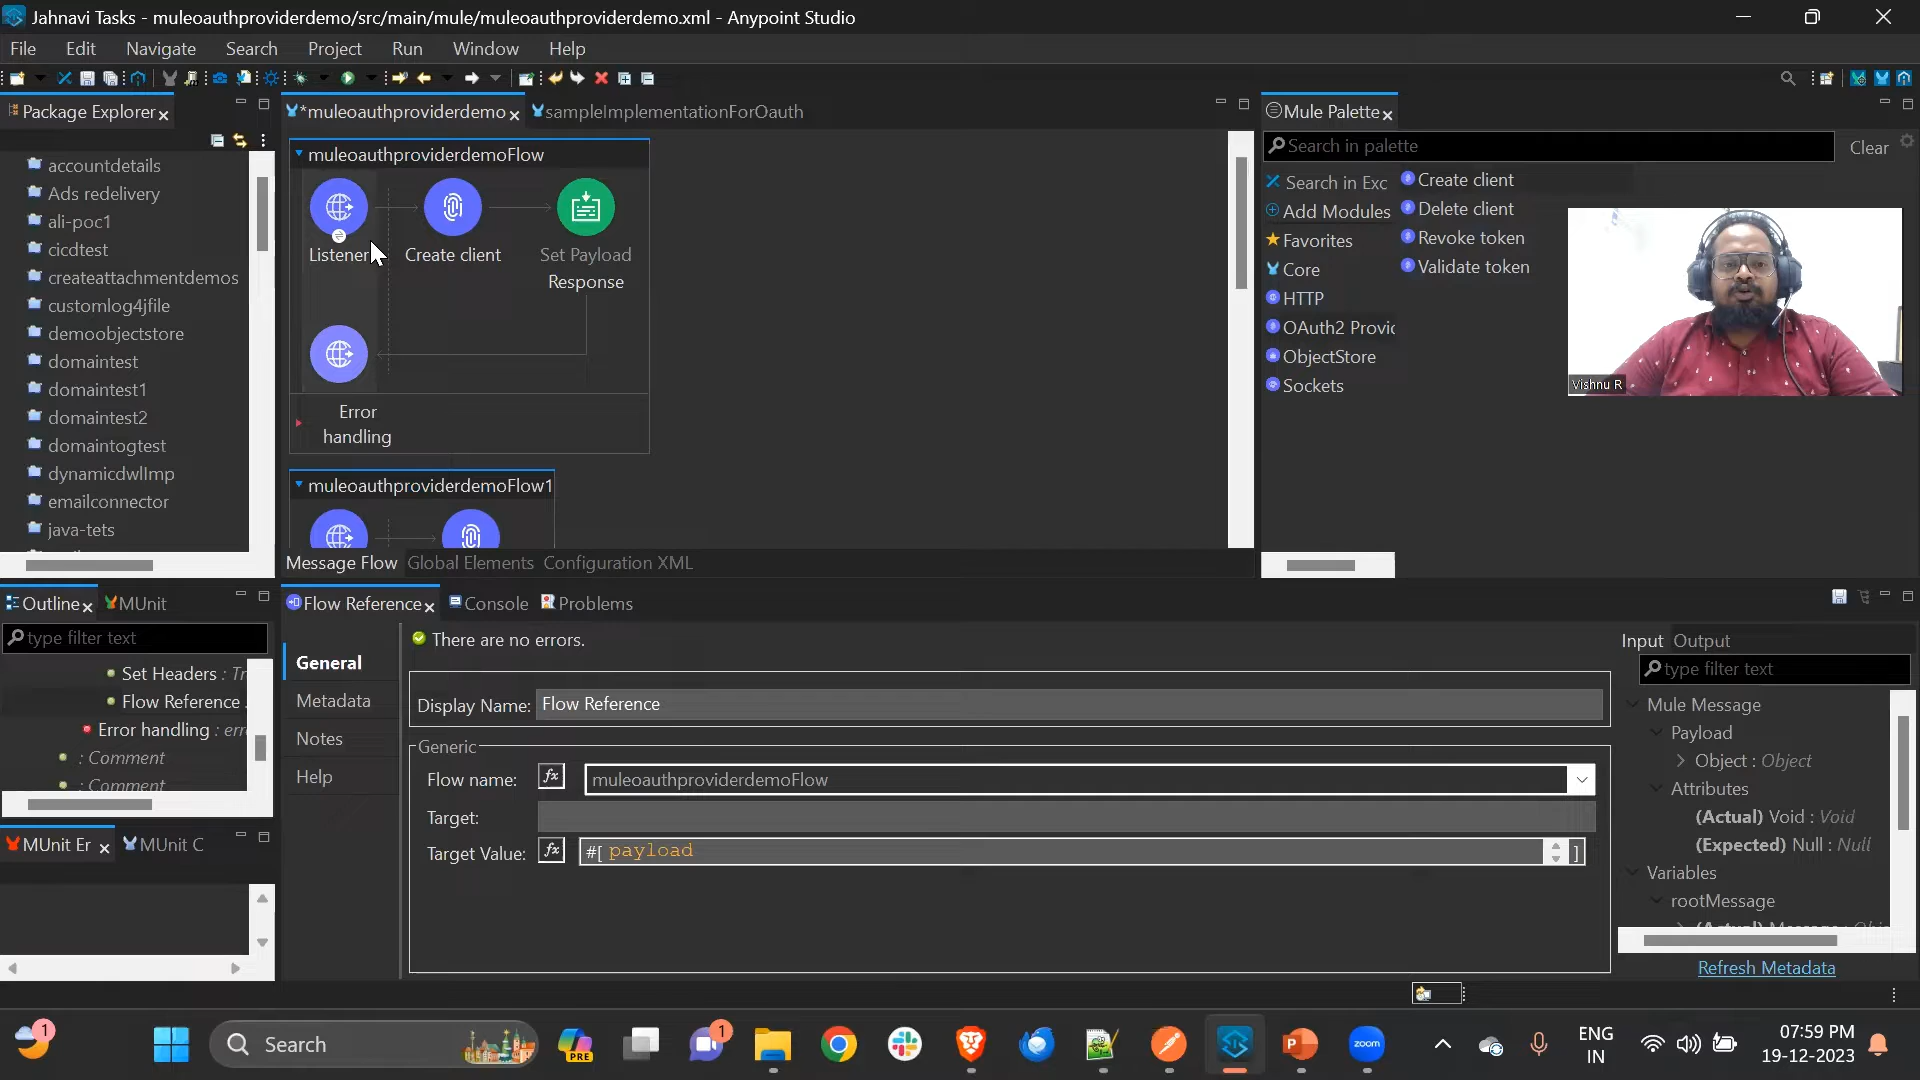 Jahnavi Tasks - muleoauthproviderdemo/src/main/mule/muleoauthproviderdemo.xml - Anypoint Studio
File Edit Navigate Search Project Run Window Help
Package Explorer
accountdetails
Ads redelivery
ali-poc1
cicdtest
createattachmentdemos
customlog4jfile
demoobjectstore
domaintest
domaintest1
domaintest2
domaintogtest
dynamicdwlImp
emailconnector
java-tets
*muleoauthproviderdemo
sampleImplementationForOauth
muleoauthproviderdemoFlow
Listener
Create client
Set Payload
Response
Error
handling
muleoauthproviderdemoFlow1
Message Flow Global Elements Configuration XML
Mule Palette
Search in palette
Clear
Search in Exc
Add Modules
Favorites
Core
HTTP
OAuth2 Provi
ObjectStore
Sockets
Create client
Delete client
Revoke token
Validate token
Vishnu R
Outline MUnit
type filter text
Set Headers : Tr
Flow Reference .
Error handling : err
: Comment
: Comment
MUnit Er MUnit C
Flow Reference Console Problems
General
Metadata
Notes
Help
There are no errors.
Display Name: Flow Reference
Generic
Flow name: fx muleoauthproviderdemoFlow
Target:
Target Value: fx #[ payload ]
Input Output
type filter text
Mule Message
Payload
Object : Object
Attributes
(Actual) Void : Void
(Expected) Null : Null
Variables
rootMessage
Refresh Metadata
1
Search
PRE
1
zoom
ENG
IN
07:59 PM
19-12-2023